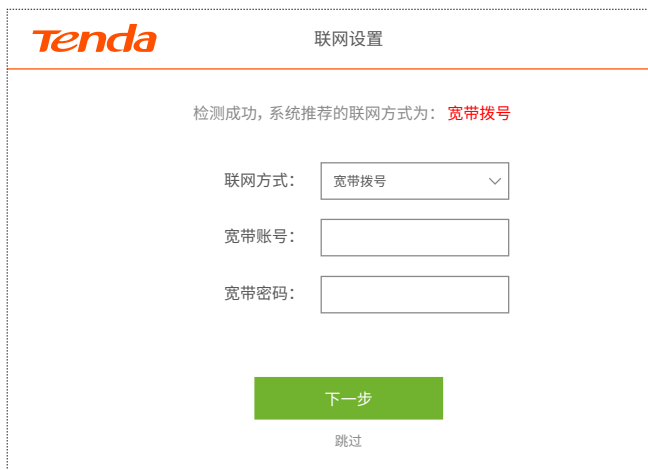 Tenda
联网设置
检测成功,系统推荐的联网方式为： 宽带拨号
联网方式： 宽带拨号
宽带账号：
宽带密码：
下一步
跳过